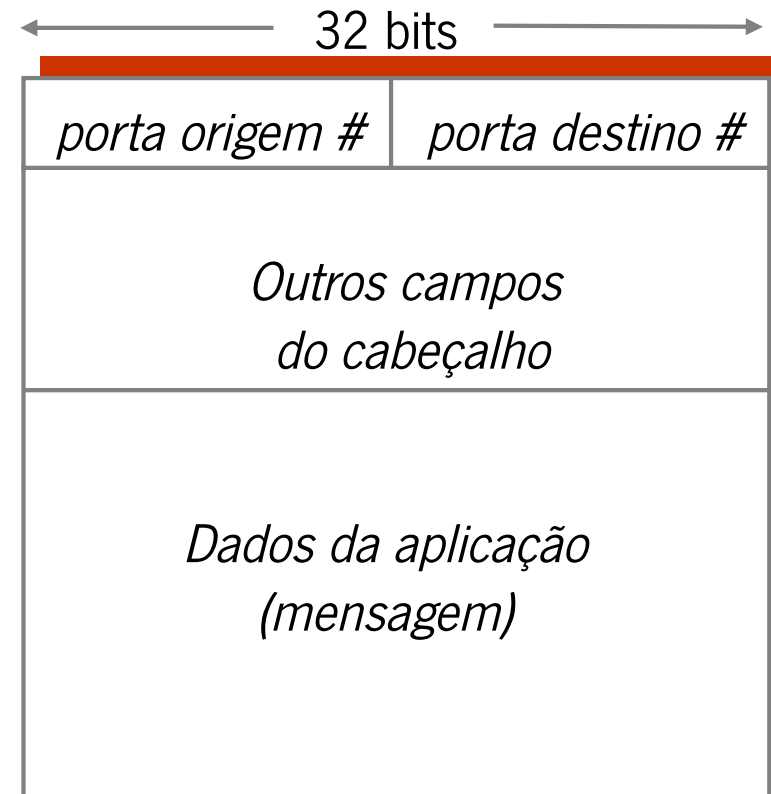 32 bits
porta origem # porta destino #
Outros campos
do cabeçalho
Dados da aplicação
(mensagem)